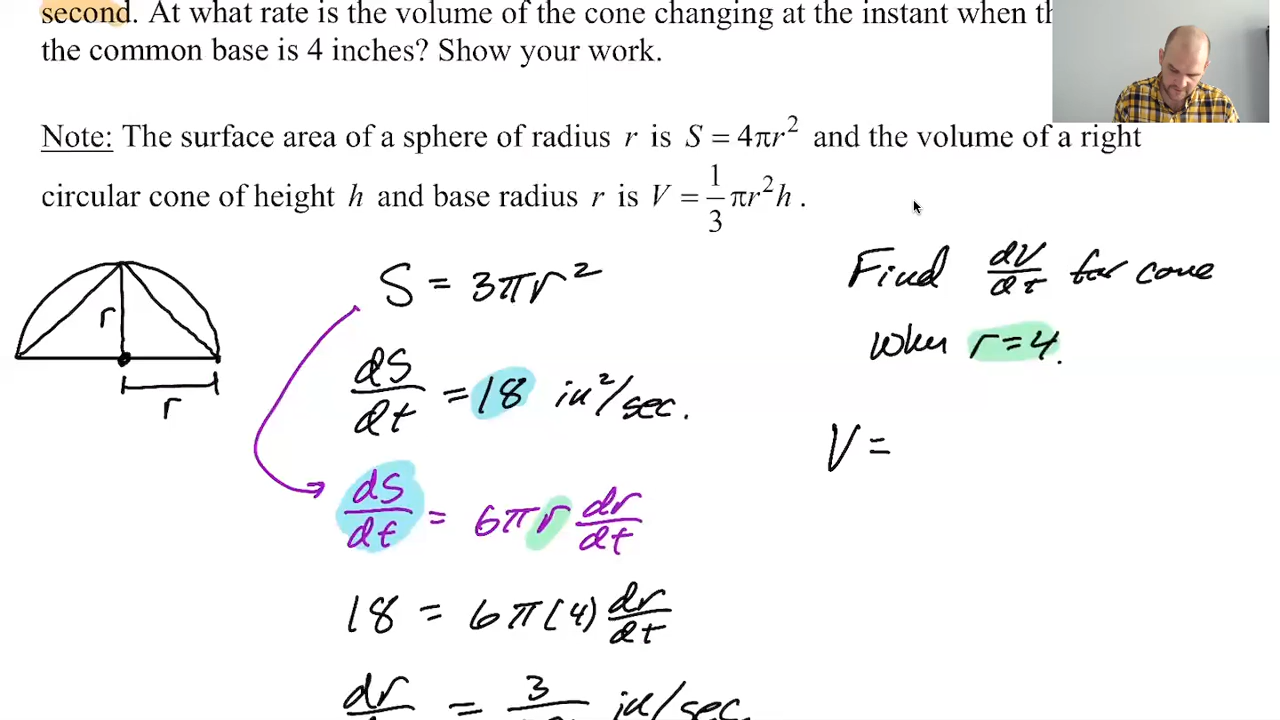 second. At what rate is the volume of the cone changing at the instant when
the common base is 4 inches? Show your work.
Note: The surface area of a sphere of radius r is S = 4πr² and the volume of a right
circular cone of height h and base radius r is V = 1/3 πr²h.
r
r
S = 3πr²
dS/dt = 18 in²/sec.
dS/dt = 6πr dr/dt
18 = 6π(4) dr/dt
in/sec.
Find dV/dt for cone
when r=4.
V =